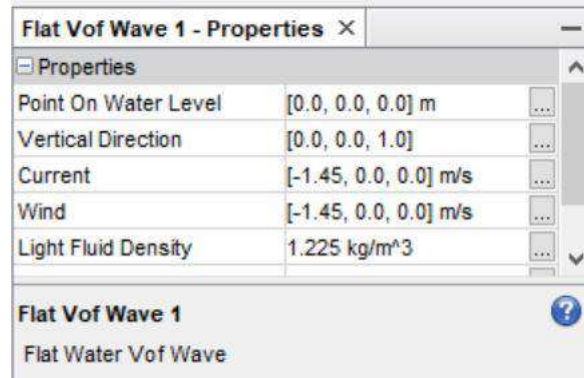 Flat Vof Wave 1 - Properties ×
Properties
Point On Water Level [0.0, 0.0, 0.0] m ...
Vertical Direction [0.0, 0.0, 1.0] ...
Current [-1.45, 0.0, 0.0] m/s ...
Wind [-1.45, 0.0, 0.0] m/s ...
Light Fluid Density 1.225 kg/m^3 ...
Flat Vof Wave 1 ?
Flat Water Vof Wave